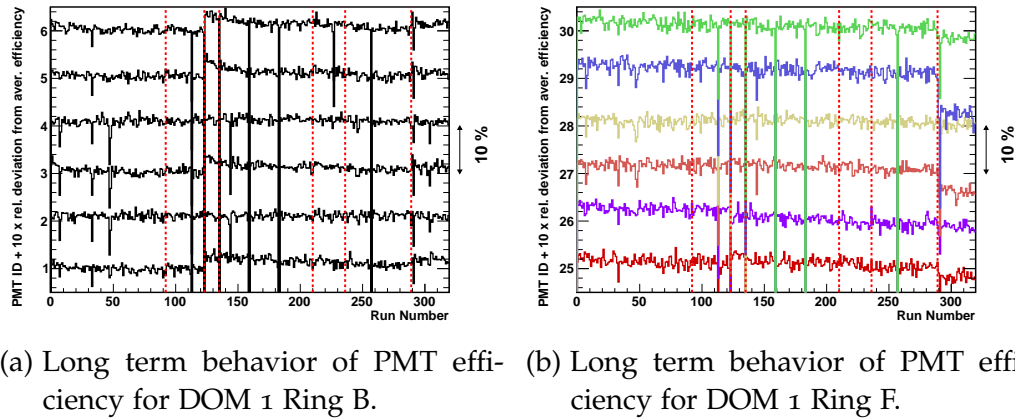 PMT ID + 10 x rel. deviation from aver. efficiency
6
5
4
3
2
1
0 50 100 150 200 250 300
Run Number
10 %
PMT ID + 10 x rel. deviation from aver. efficiency
30
29
28
27
26
25
0 50 100 150 200 250 300
Run Number
10 %
(a) Long term behavior of PMT effi-
ciency for DOM 1 Ring B.
(b) Long term behavior of PMT effi
ciency for DOM 1 Ring F.